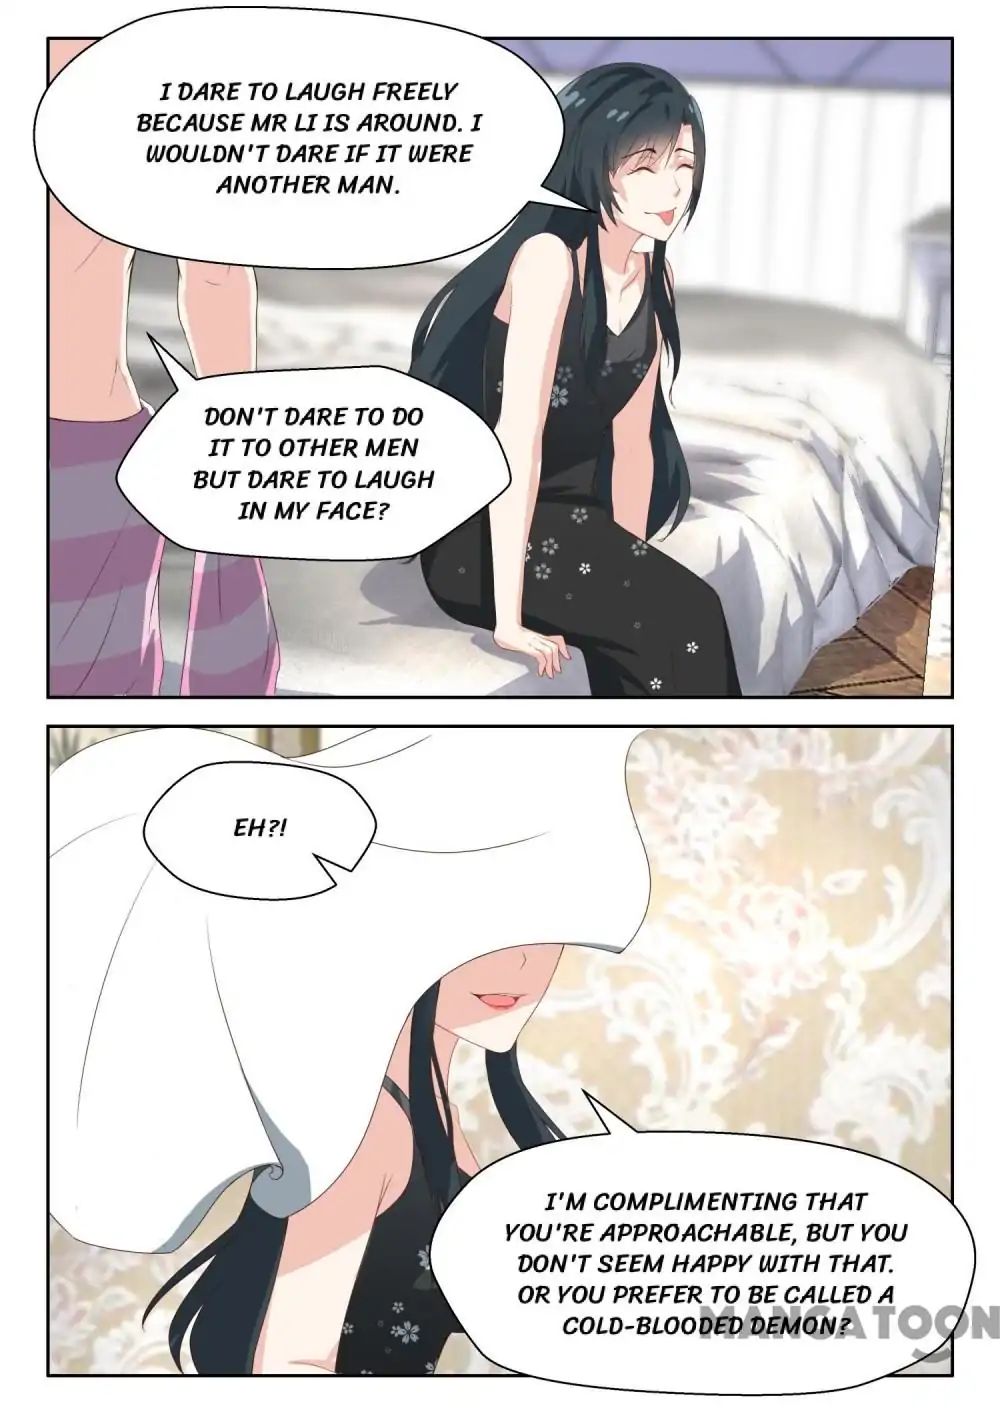 I DARE TO LAUGH FREELY
BECAUSE MR LI IS AROUND. I
WOULDN'T DARE IF IT WERE
ANOTHER MAN.
DON'T DARE TO DO
IT TO OTHER MEN
BUT DARE TO LAUGH
IN MY FACE?
EH?!
I'M COMPLIMENTING THAT
YOU'RE APPROACHABLE, BUT YOU
DON'T SEEM HAPPY WITH THAT.
OR YOU PREFER TO BE CALLED A
COLD-BLOODED DEMON?
MANGATOON